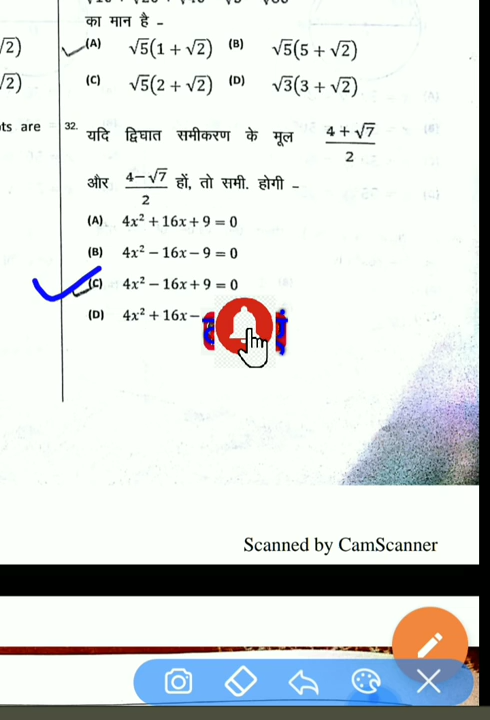 का मान है -
√2) (A) √5(1 + √2) (B) √5(5 + √2)
√2) (C) √5(2 + √2) (D) √3(3 + √2)
ts are
32. यदि द्विघात समीकरण के मूल (4 + √7)/2
और (4−√7)/2 हों, तो समी. होगी -
(A) 4x² + 16x + 9 = 0
(B) 4x² − 16x − 9 = 0
(C) 4x² − 16x + 9 = 0
(D) 4x² + 16x −
Scanned by CamScanner